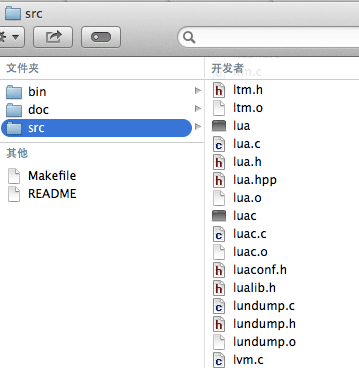 src
文件夹
bin
doc
src
其他
Makefile
README
开发者
ltm.c
ltm.h
ltm.o
lua
lua.c
lua.h
lua.hpp
lua.o
luac
luac.c
luac.o
luaconf.h
lualib.h
lundump.c
lundump.h
lundump.o
lvm.c